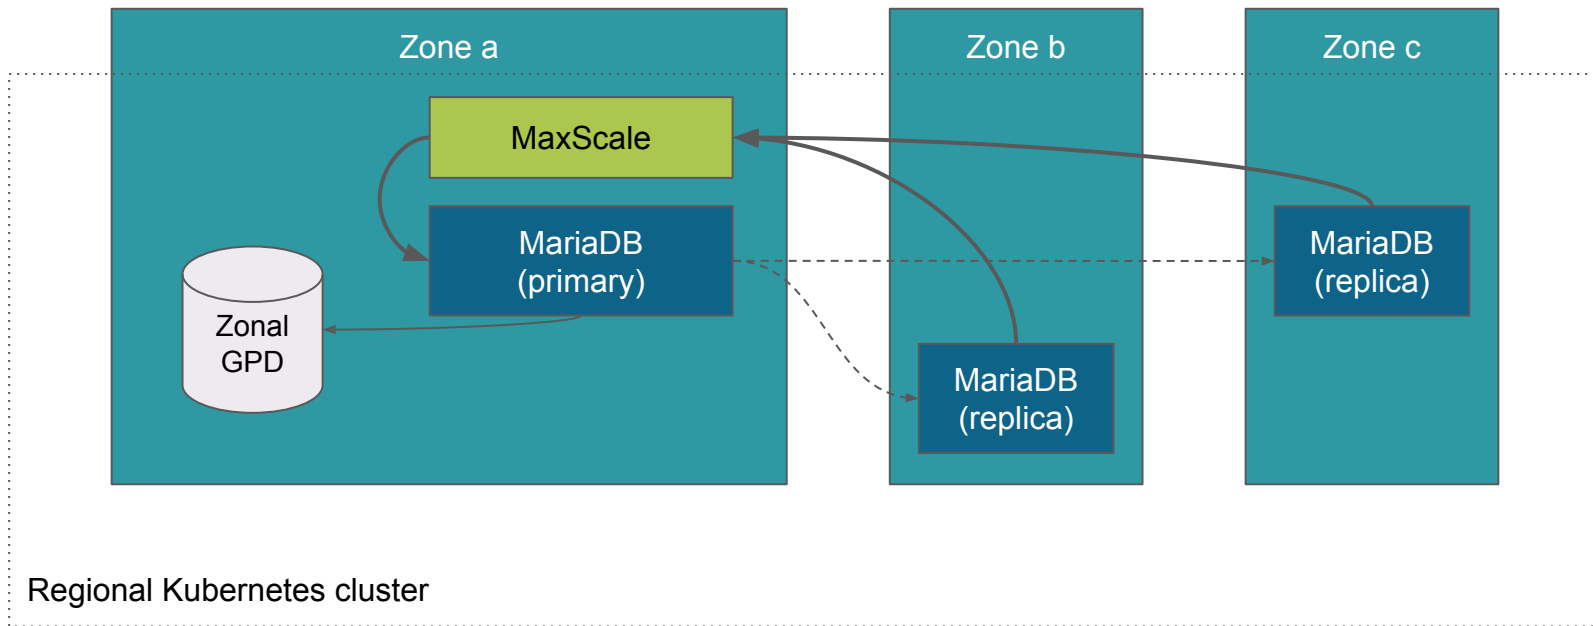 Zone a
Zone b
Zone c
MaxScale
MariaDB
(primary)
MariaDB
(replica)
Zonal
GPD
MariaDB
(replica)
Regional Kubernetes cluster